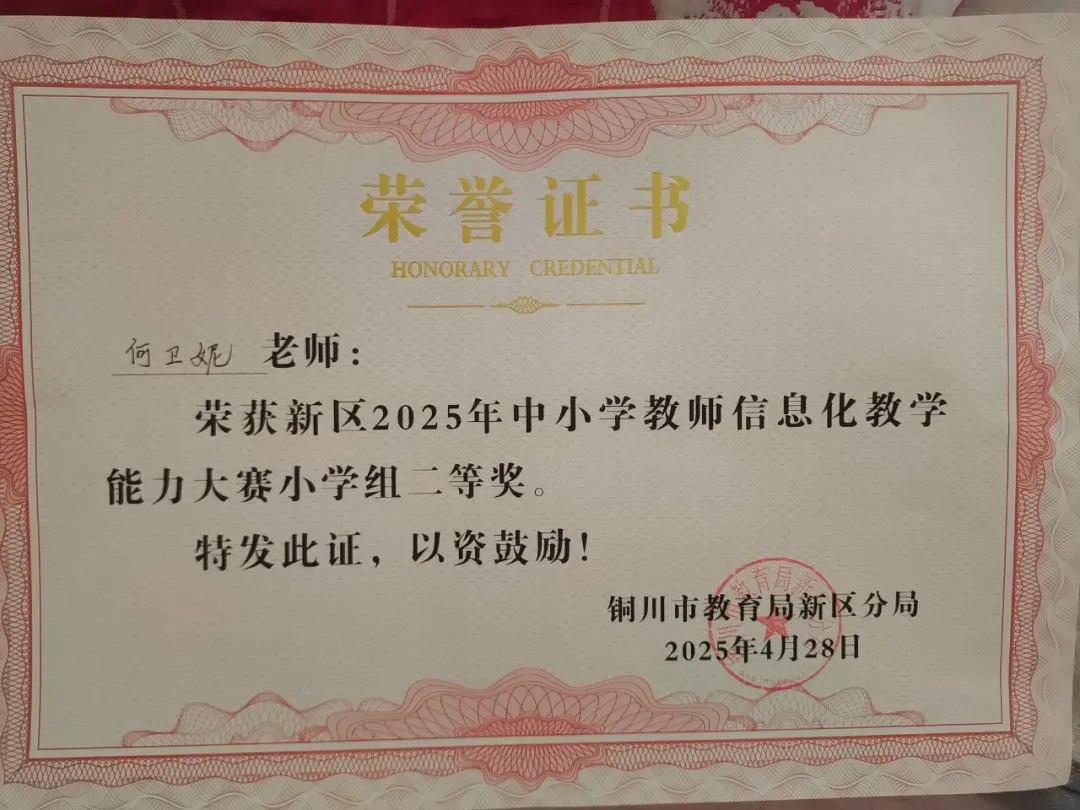 荣誉证书
HONORARY CREDENTIAL
何卫妮 老师：
荣获新区2025年中小学教师信息化教学
能力大赛小学组二等奖。
特发此证，以资鼓励！
铜川市教育局新区分局
2025年4月28日